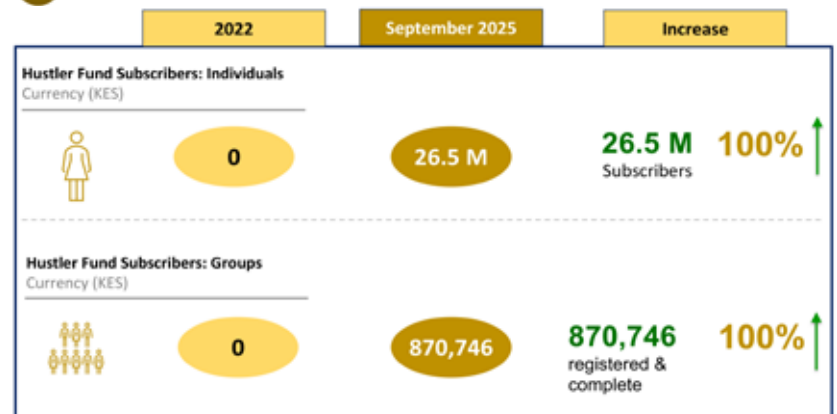 2022
September 2025
Increase
Hustler Fund Subscribers: Individuals
Currency (KES)
0
26.5 M
26.5 M
Subscribers
100%
Hustler Fund Subscribers: Groups
Currency (KES)
0
870,746
870,746
registered &
complete
100%